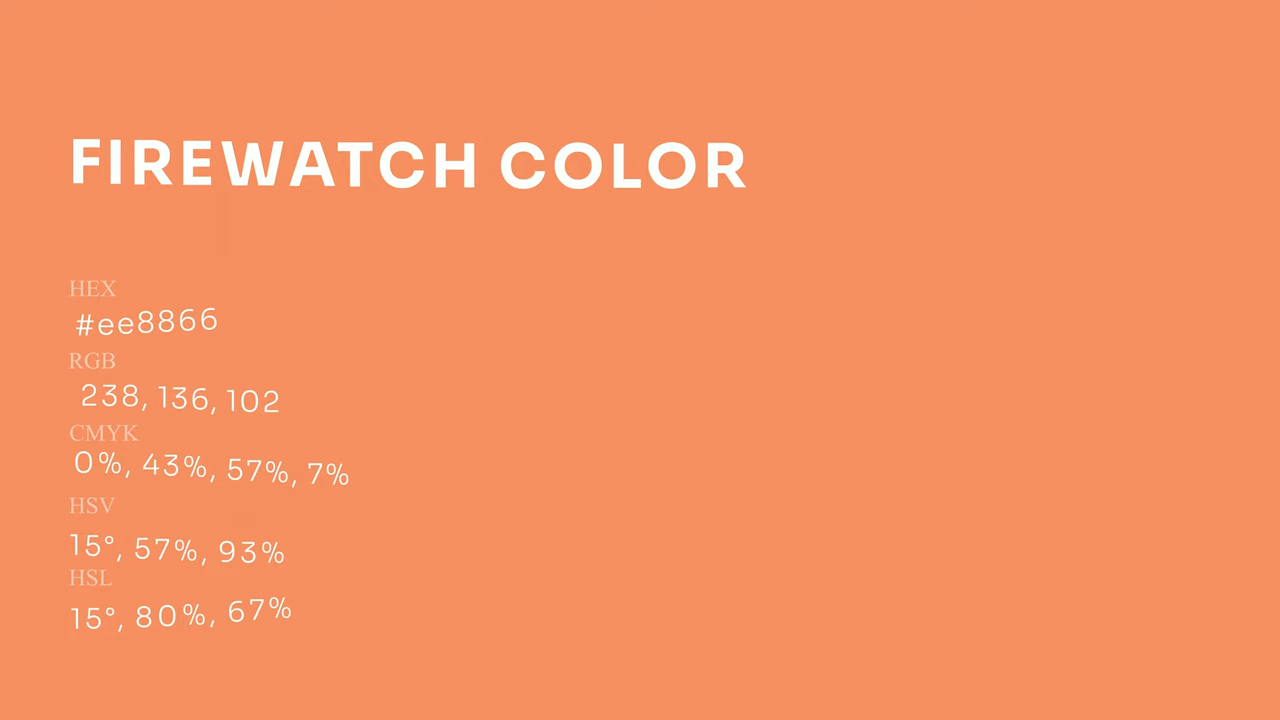 FIREWATCH COLOR
HEX
#ee8866
RGB
238, 136, 102
CMYK
0%, 43%, 57%, 7%
HSV
15°, 57%, 93%
HSL
15°, 80%, 67%